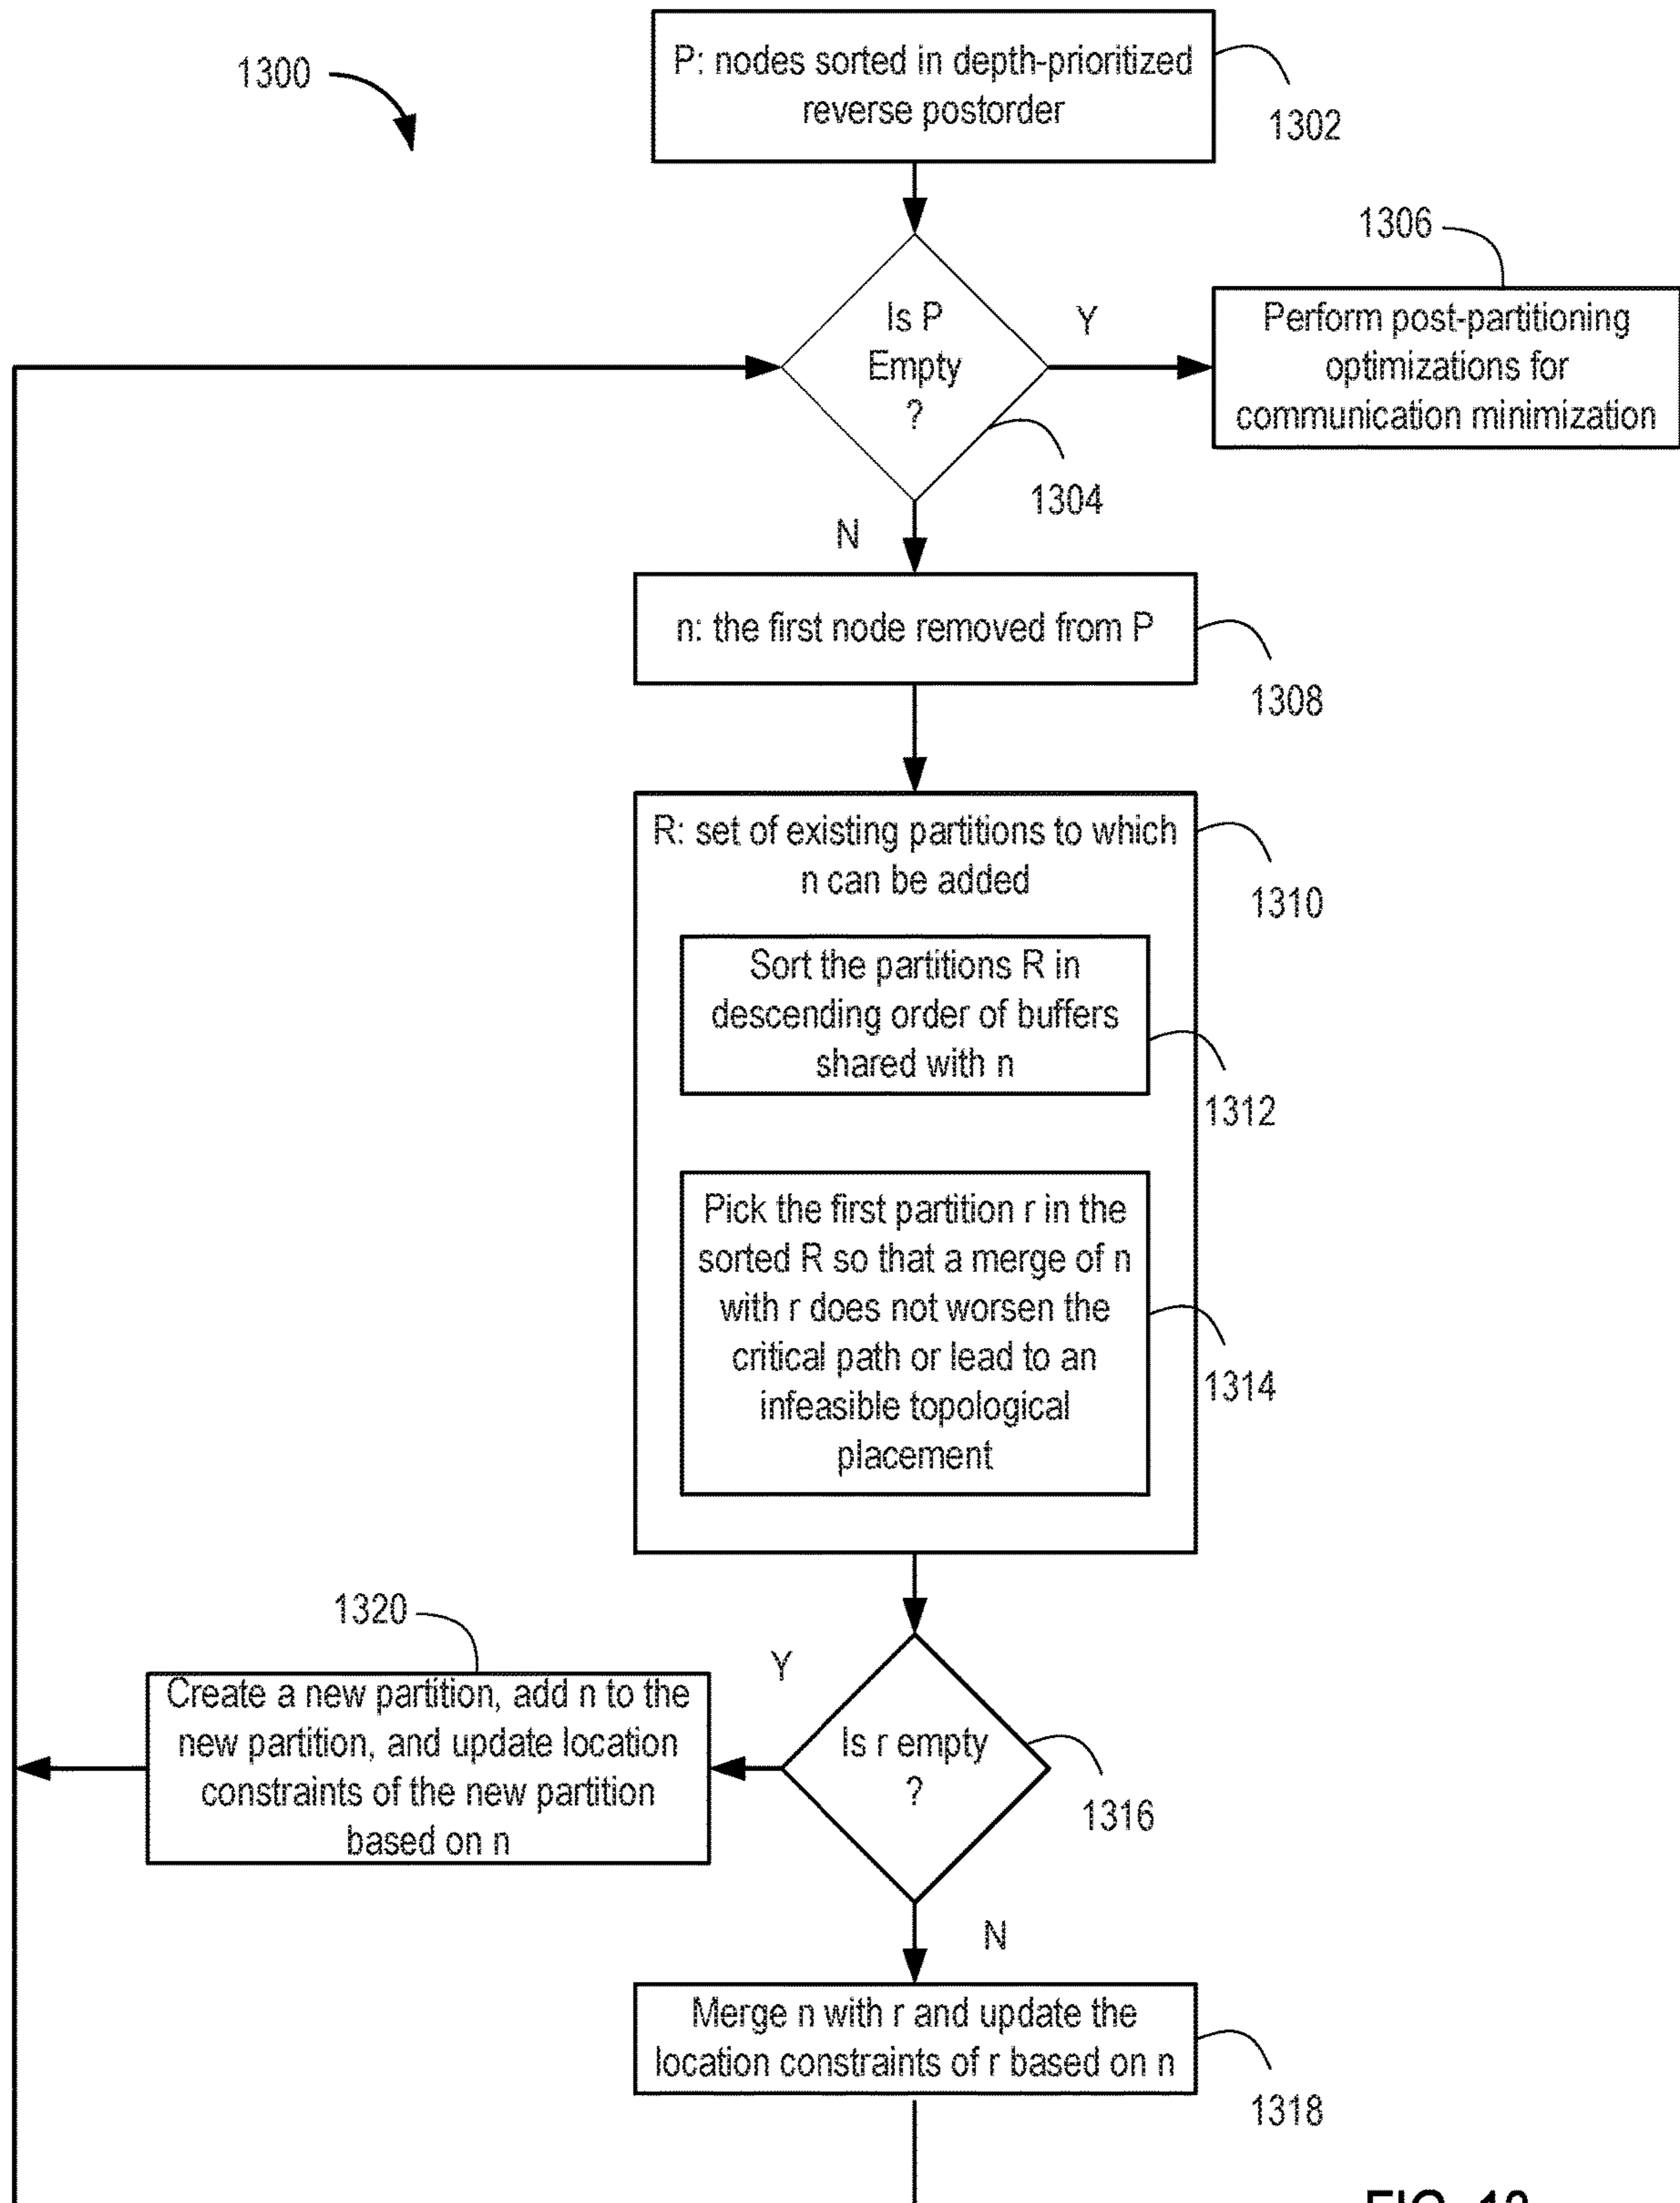 1300
P: nodes sorted in depth-prioritized
reverse postorder
1302
1306
Is P
Empty
?
Y
Perform post-partitioning
optimizations for
communication minimization
1304
N
n: the first node removed from P
1308
R: set of existing partitions to which
n can be added
1310
Sort the partitions R in
descending order of buffers
shared with n
1312
Pick the first partition r in the
sorted R so that a merge of n
with r does not worsen the
critical path or lead to an
infeasible topological
placement
1314
1320
Y
Create a new partition, add n to the
new partition, and update location
constraints of the new partition
based on n
Is r empty
?
1316
N
Merge n with r and update the
location constraints of r based on n
1318